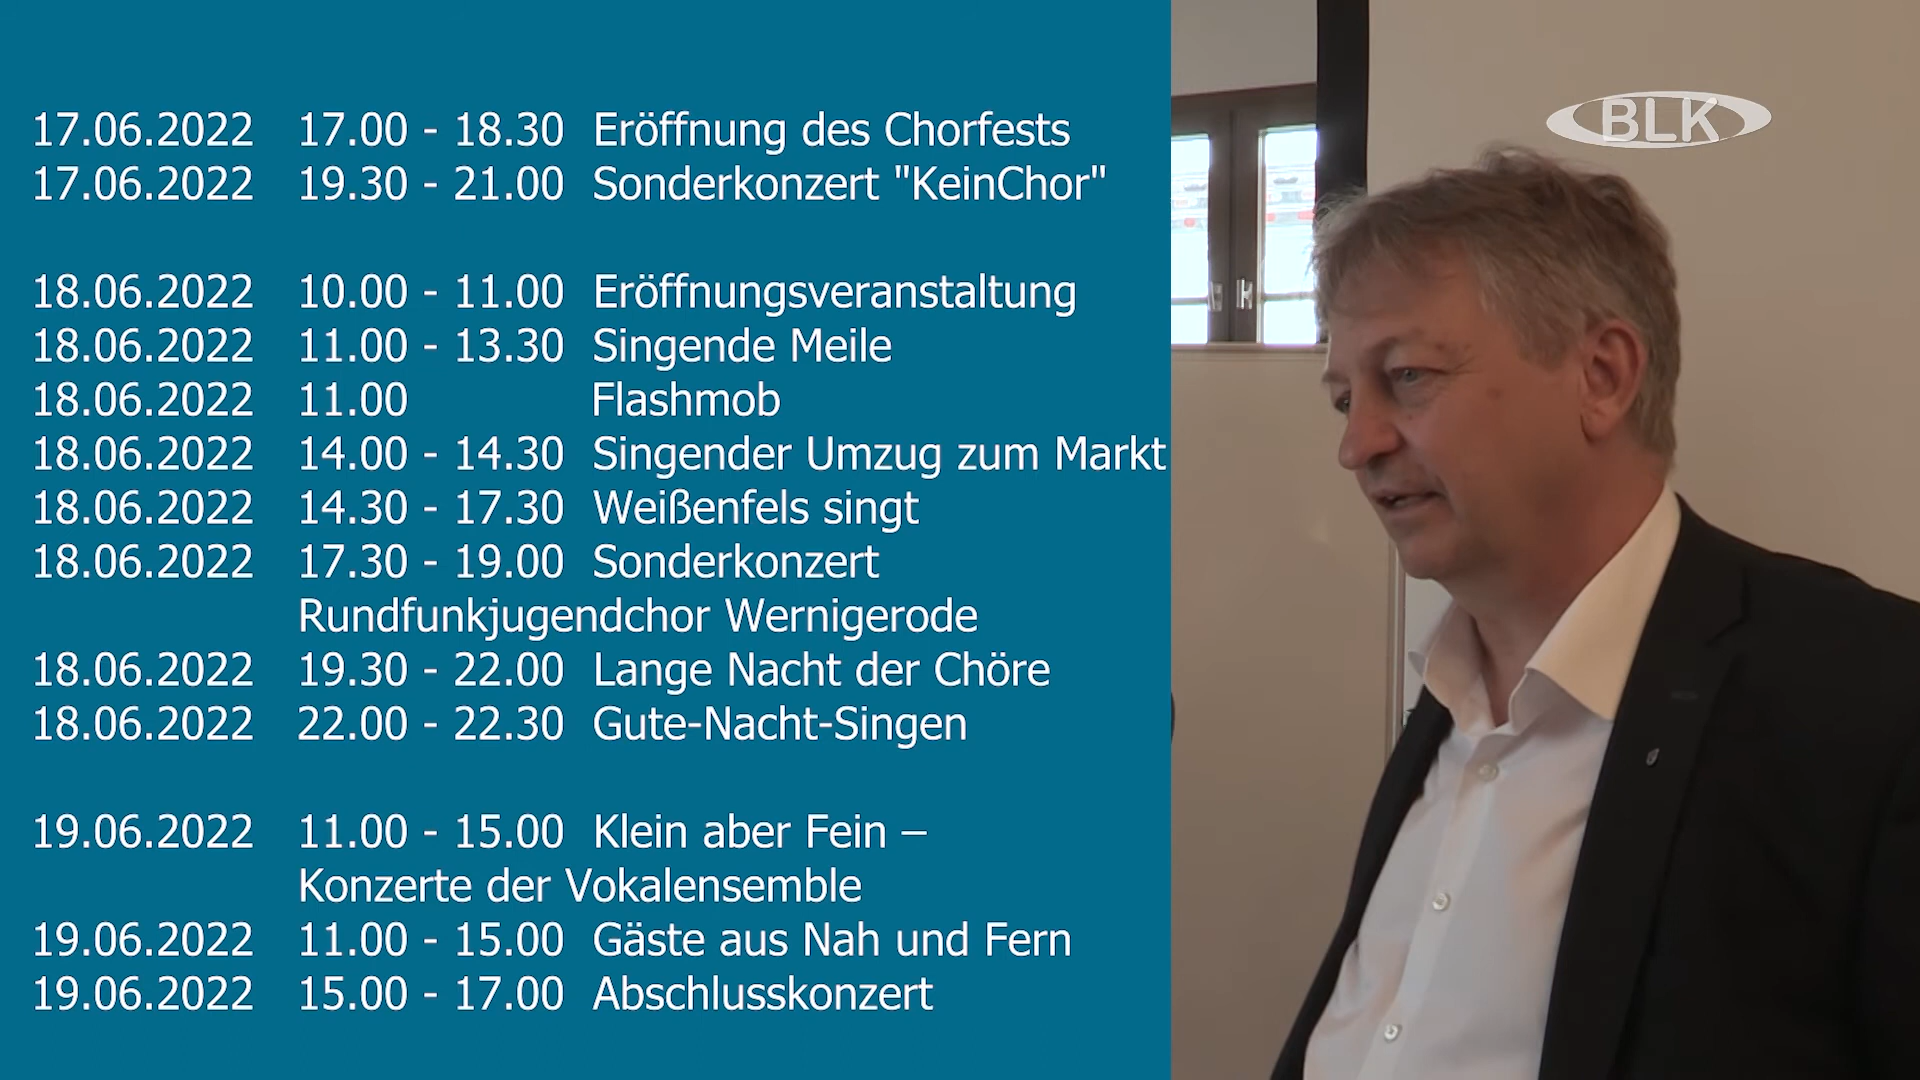 17.06.2022 17.00 - 18.30 Eröffnung des Chorfests
17.06.2022 19.30 - 21.00 Sonderkonzert "KeinChor"
18.06.2022 10.00 - 11.00 Eröffnungsveranstaltung
18.06.2022 11.00 - 13.30 Singende Meile
18.06.2022 11.00 Flashmob
18.06.2022 14.00 - 14.30 Singender Umzug zum Markt
18.06.2022 14.30 - 17.30 Weißenfels singt
18.06.2022 17.30 - 19.00 Sonderkonzert
Rundfunkjugendchor Wernigerode
18.06.2022 19.30 - 22.00 Lange Nacht der Chöre
18.06.2022 22.00 - 22.30 Gute-Nacht-Singen
19.06.2022 11.00 - 15.00 Klein aber Fein –
Konzerte der Vokalensemble
19.06.2022 11.00 - 15.00 Gäste aus Nah und Fern
19.06.2022 15.00 - 17.00 Abschlusskonzert
BLK